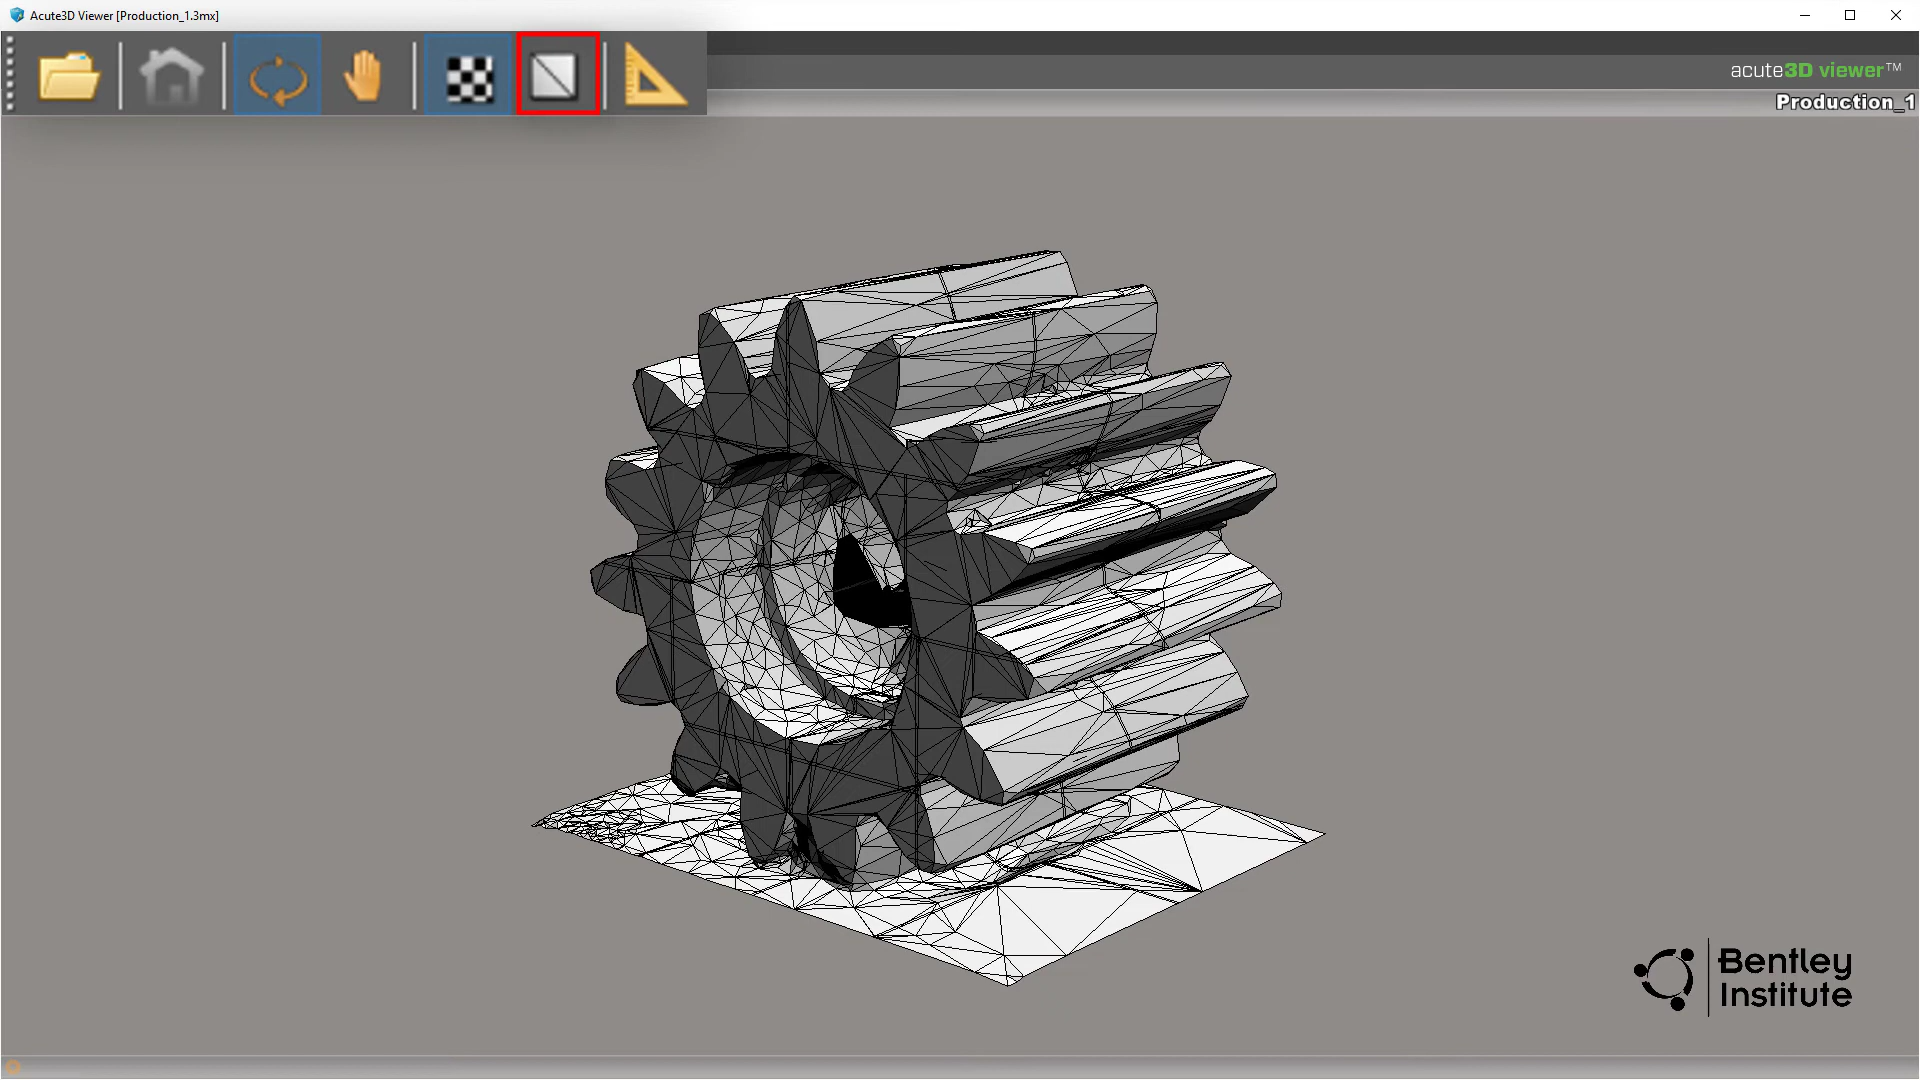 Acute3D Viewer [Production_1.3mx]
acute3D viewer™
Production_1
Bentley
Institute